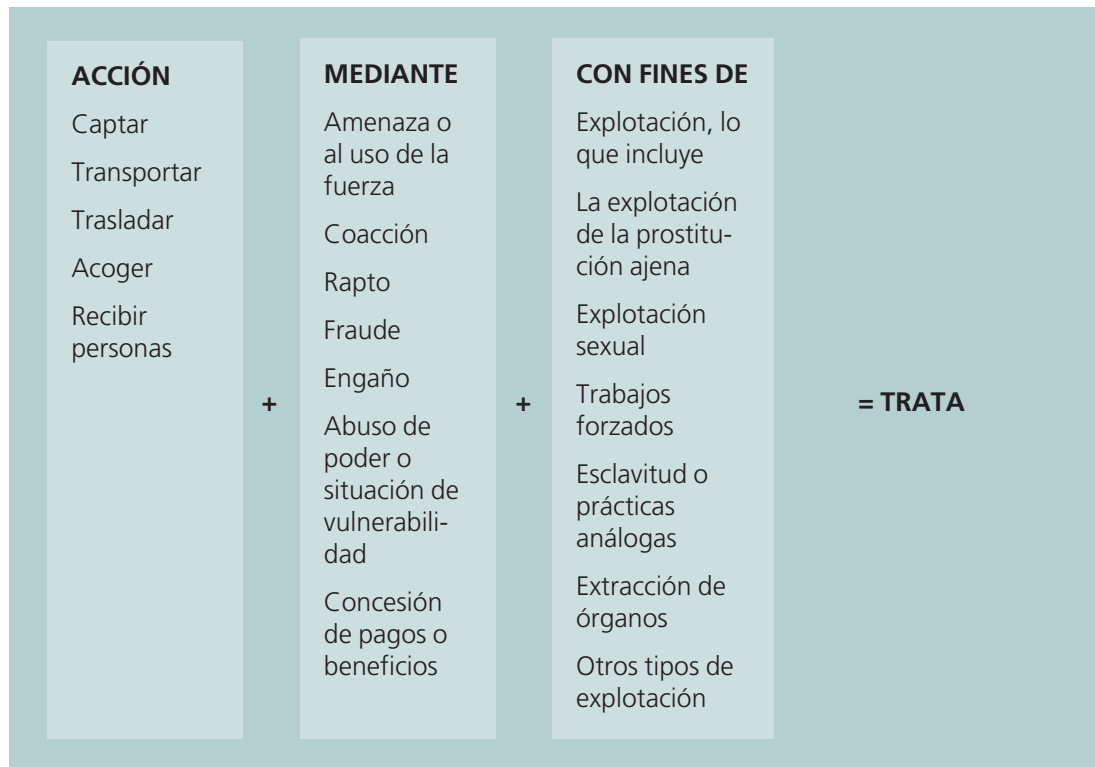 ACCIÓN
Captar
Transportar
Trasladar
Acoger
Recibir
personas
+
MEDIANTE
Amenaza o
al uso de la
fuerza
Coacción
Rapto
Fraude
Engaño
Abuso de
poder o
situación de
vulnerabili-
dad
Concesión
de pagos o
beneficios
+
CON FINES DE
Explotación, lo
que incluye
La explotación
de la prostitu-
ción ajena
Explotación
sexual
Trabajos
forzados
Esclavitud o
prácticas
análogas
Extracción de
órganos
Otros tipos de
explotación
= TRATA